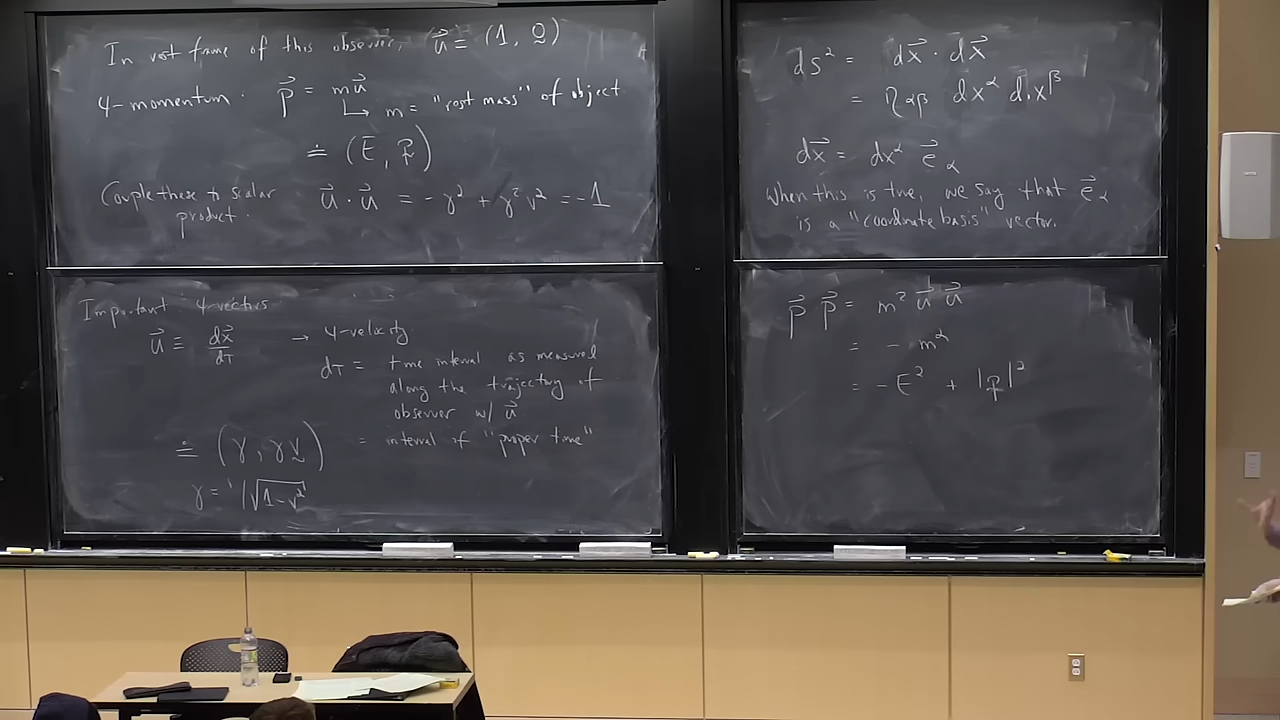 In rest frame of this observer, u⃗ ≐ (1, 0̰)
4-momentum. p⃗ = mu⃗
↳ m = "rest mass" of object
≐ (E, p̰)
Couple these to scalar product. u⃗ · u⃗ = -γ² + γ²v² = -1
Important 4-vectors
u⃗ ≡ dx⃗/dτ → 4-velocity
dτ = time interval as measured
along the trajectory of
observer w/ u⃗
= interval of "proper time"
≐ (γ, γv̰)
γ = 1/√(1-v²)
ds² = dx⃗ · dx⃗
= ηαβ dx^α dx^β
dx⃗ = dx^α e⃗_α
When this is true, we say that e⃗_α
is a "coordinate basis" vector.
p⃗ · p⃗ = m² u⃗ · u⃗
= - m²
= -E² + |p̰|²